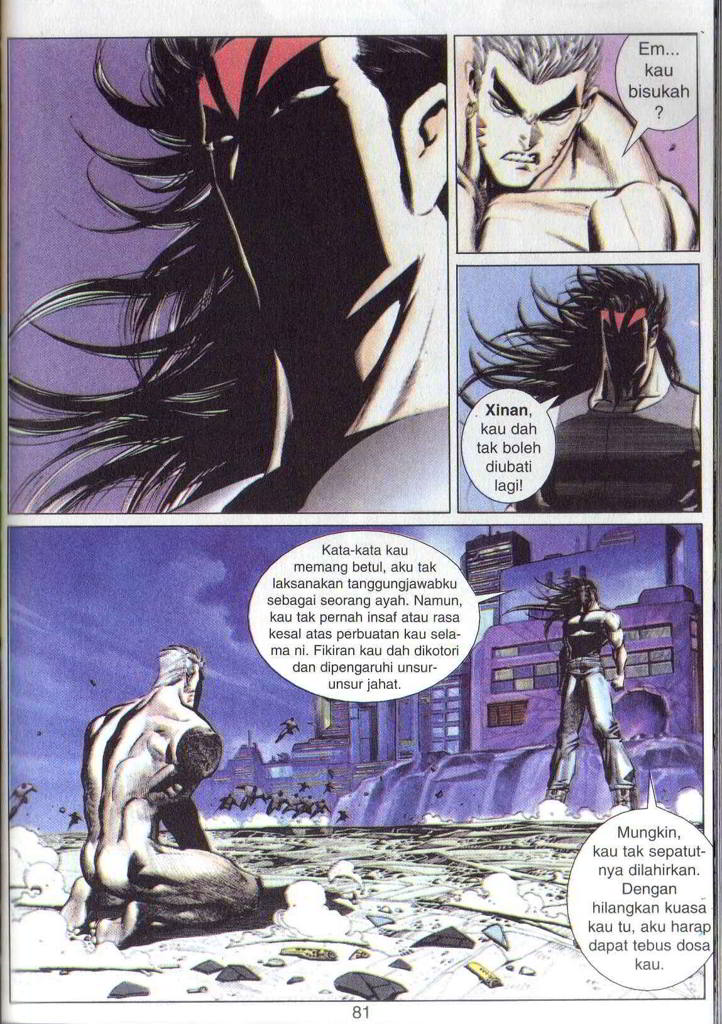 Em...
kau
bisukah
?
Xinan,
kau dah
tak boleh
diubati
lagi!
Kata-kata kau
memang betul, aku tak
laksanakan tanggungjawabku
sebagai seorang ayah. Namun,
kau tak pernah insaf atau rasa
kesal atas perbuatan kau sela-
ma ni. Fikiran kau dah dikotori
dan dipengaruhi unsur-
unsur jahat.
Mungkin,
kau tak sepatut-
nya dilahirkan.
Dengan
hilangkan kuasa
kau tu, aku harap
dapat tebus dosa
kau.
81